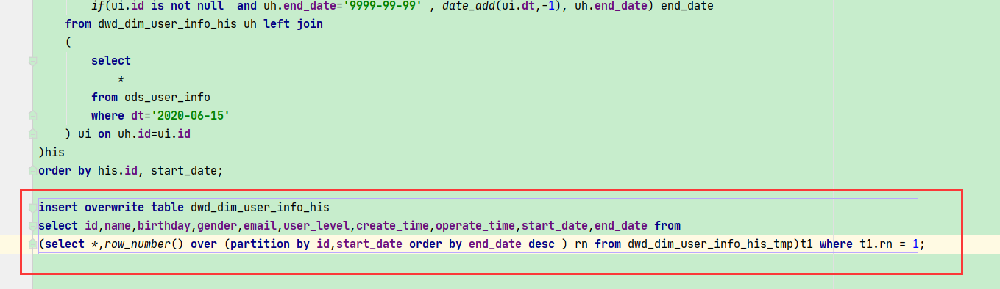 if(ui.id is not null  and uh.end_date='9999-99-99' , date_add(ui.dt,-1), uh.end_date) end_date
from dwd_dim_user_info_his uh left join
(
select
*
from ods_user_info
where dt='2020-06-15'
) ui on uh.id=ui.id
)his
order by his.id, start_date;
insert overwrite table dwd_dim_user_info_his
select id,name,birthday,gender,email,user_level,create_time,operate_time,start_date,end_date from
(select *,row_number() over (partition by id,start_date order by end_date desc ) rn from dwd_dim_user_info_his_tmp)t1 where t1.rn = 1;